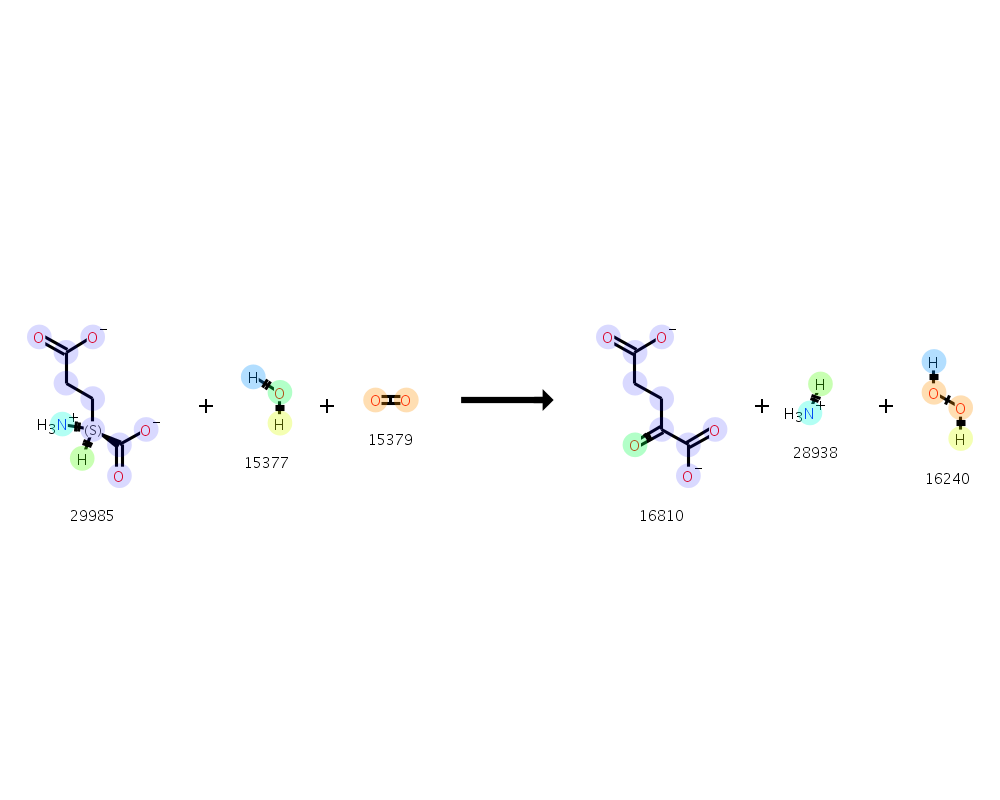 O O⁻ O O⁻
H H
O
O O
H₃N⁺ (S) O⁻
H
O
H
15377
15379
29985
O O
H₃N⁺ H
O
O⁻
H
O
O
H
16810
28938
16240
+ + + +